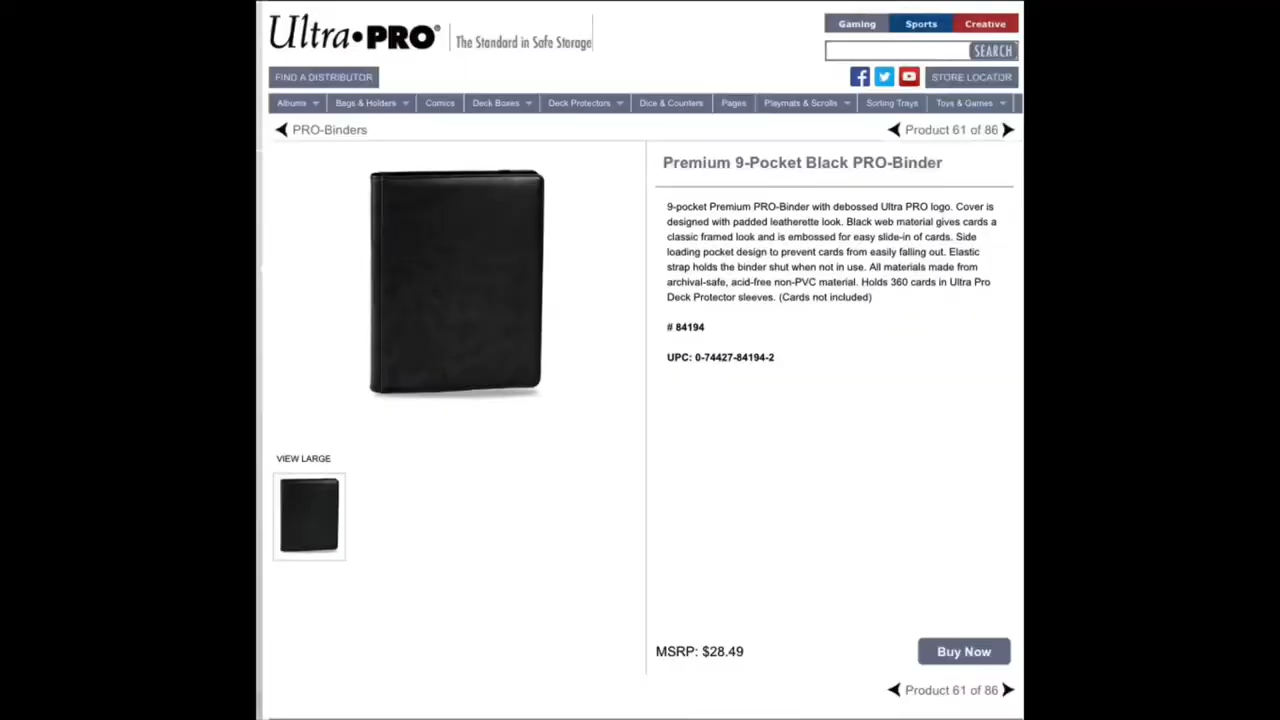 Ultra•PRO® The Standard in Safe Storage
Gaming Sports Creative
SEARCH
FIND A DISTRIBUTOR
STORE LOCATOR
Albums Bags & Holders Comics Deck Boxes Deck Protectors Dice & Counters Pages Playmats & Scrolls Sorting Trays Toys & Games
PRO-Binders
Product 61 of 86
Premium 9-Pocket Black PRO-Binder
9-pocket Premium PRO-Binder with debossed Ultra PRO logo. Cover is
designed with padded leatherette look. Black web material gives cards a
classic framed look and is embossed for easy slide-in of cards. Side
loading pocket design to prevent cards from easily falling out. Elastic
strap holds the binder shut when not in use. All materials made from
archival-safe, acid-free non-PVC material. Holds 360 cards in Ultra Pro
Deck Protector sleeves. (Cards not included)
# 84194
UPC: 0-74427-84194-2
VIEW LARGE
MSRP: $28.49
Buy Now
Product 61 of 86